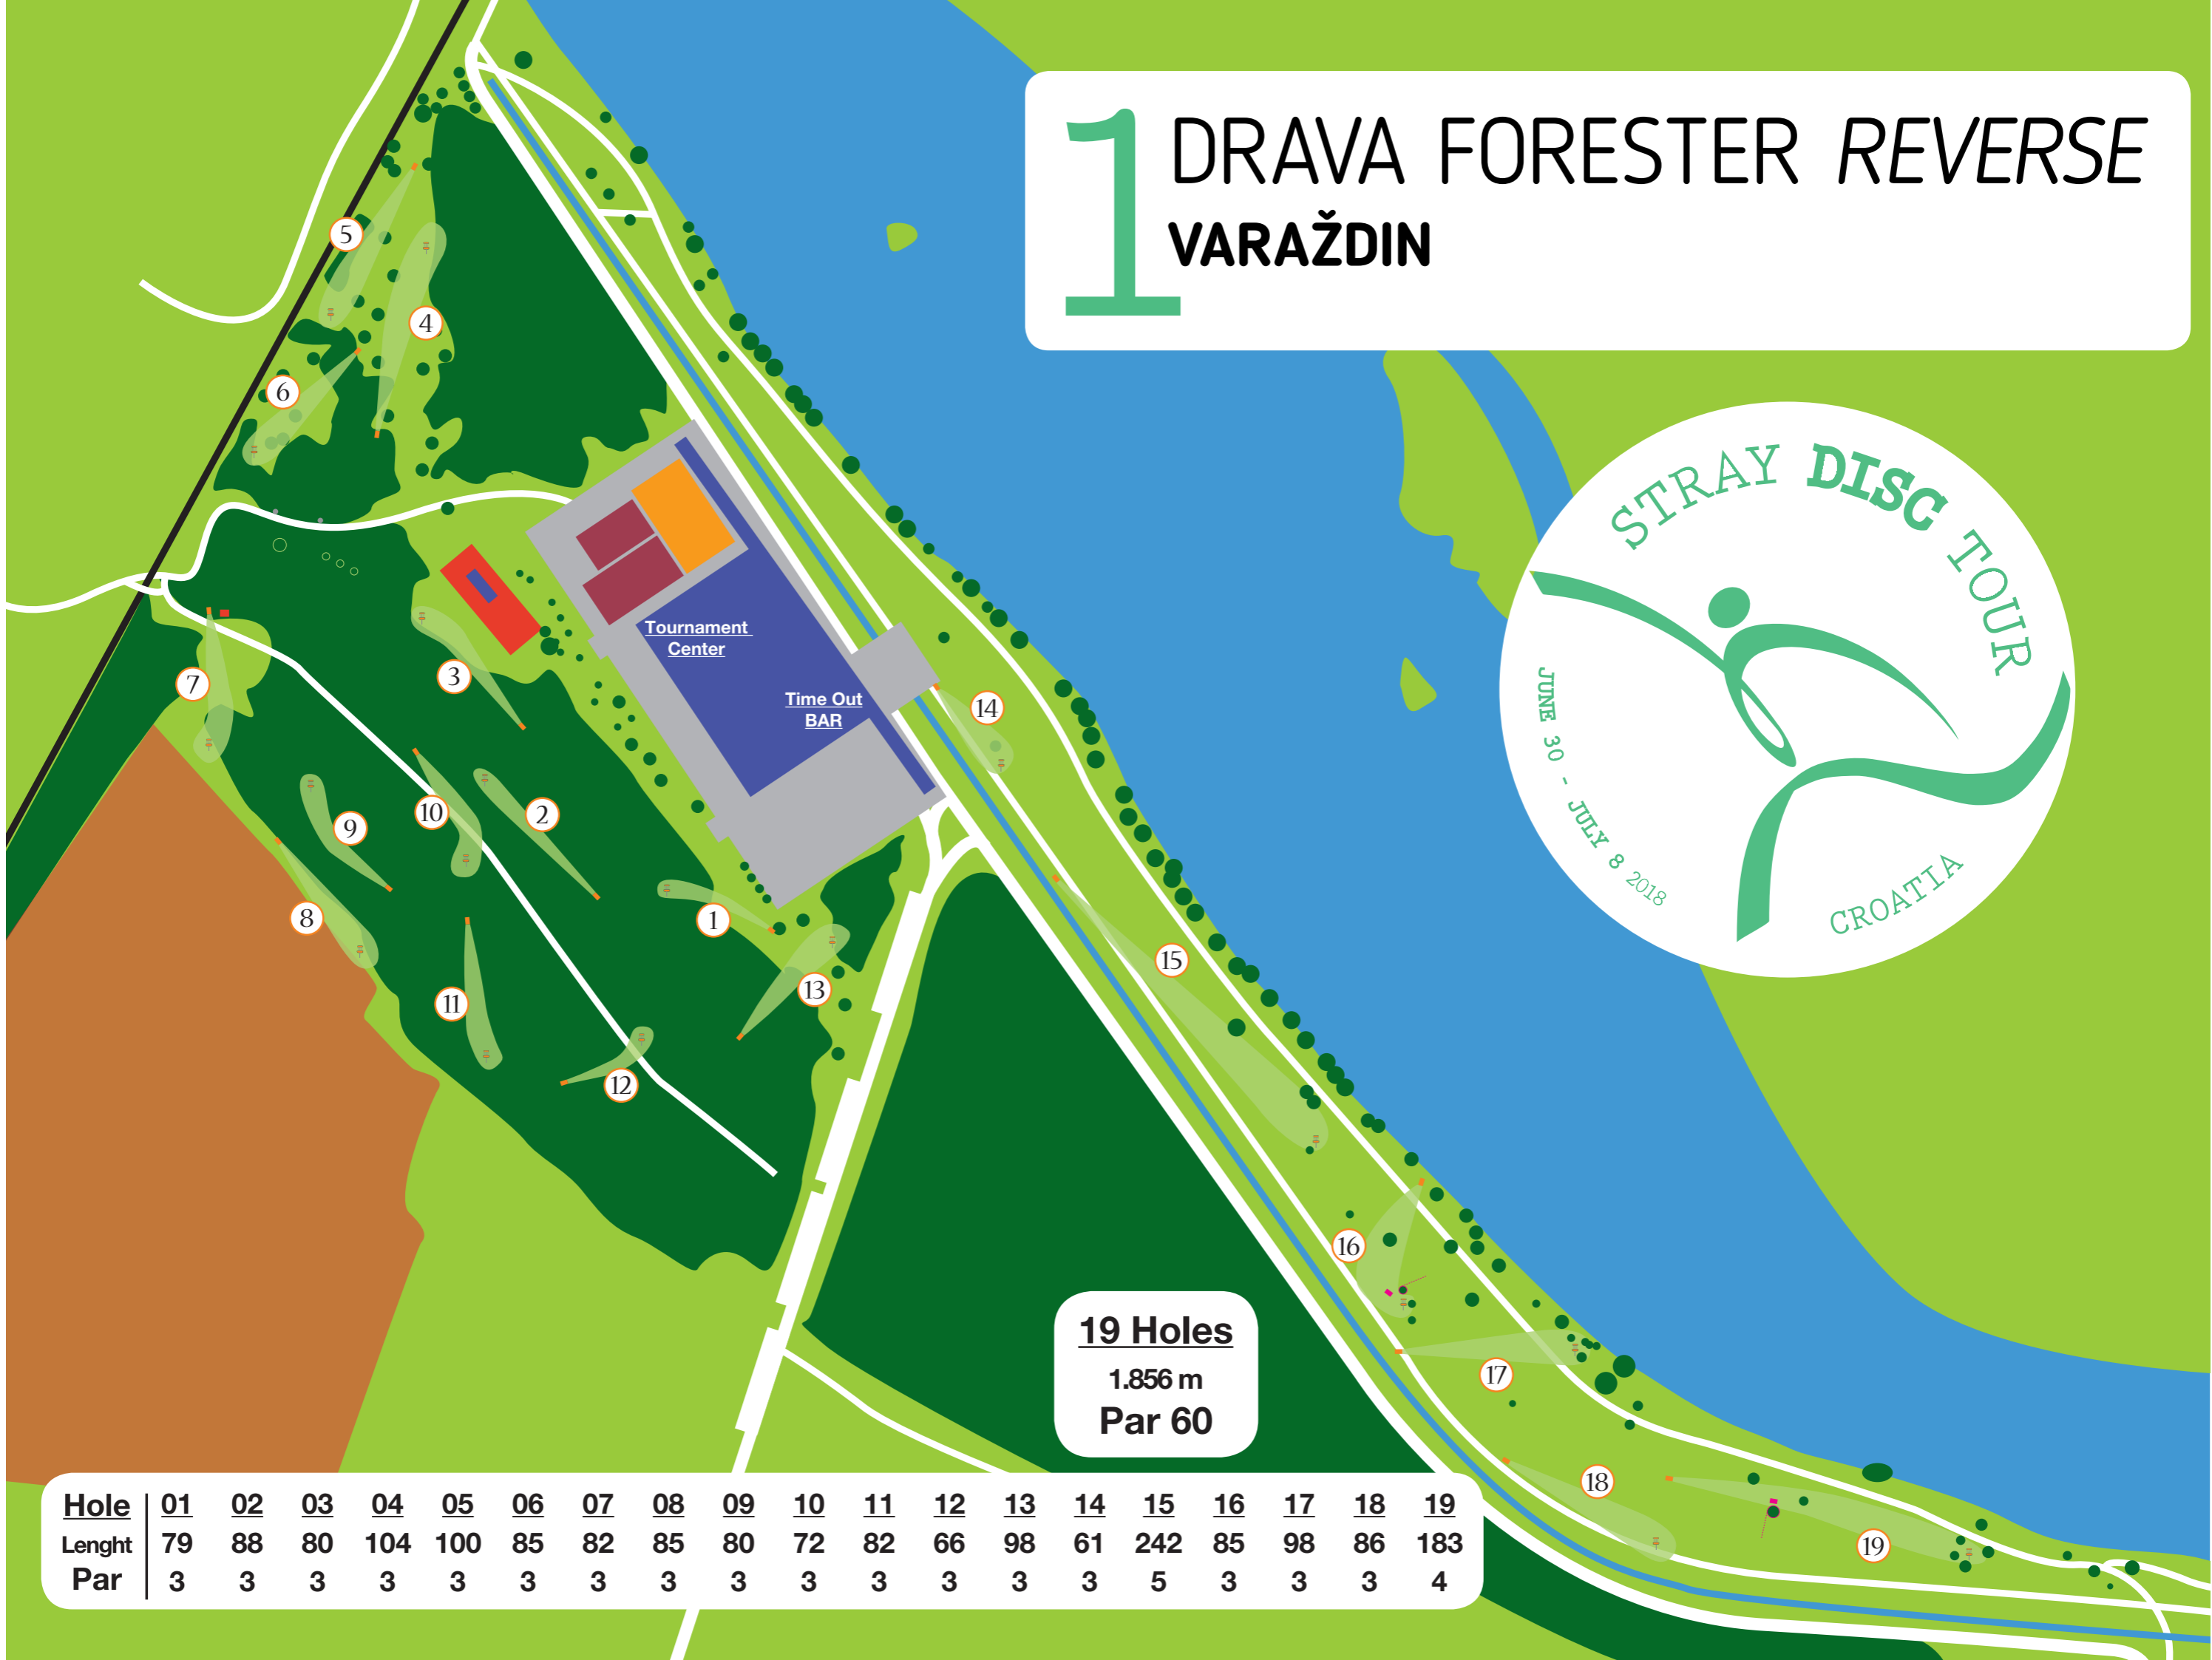 1
DRAVA FORESTER REVERSE
VARAŽDIN
STRAY DISC TOUR
JUNE 30 - JULY 8 2018
CROATIA
5
4
6
Tournament
Center
Time Out
BAR
3
7
14
10
2
9
8
1
15
11
13
12
16
17
18
19
19 Holes
1.856 m
Par 60
Hole 01 02 03 04 05 06 07 08 09 10 11 12 13 14 15 16 17 18 19
Lenght 79 88 80 104 100 85 82 85 80 72 82 66 98 61 242 85 98 86 183
Par 3 3 3 3 3 3 3 3 3 3 3 3 3 3 5 3 3 3 4